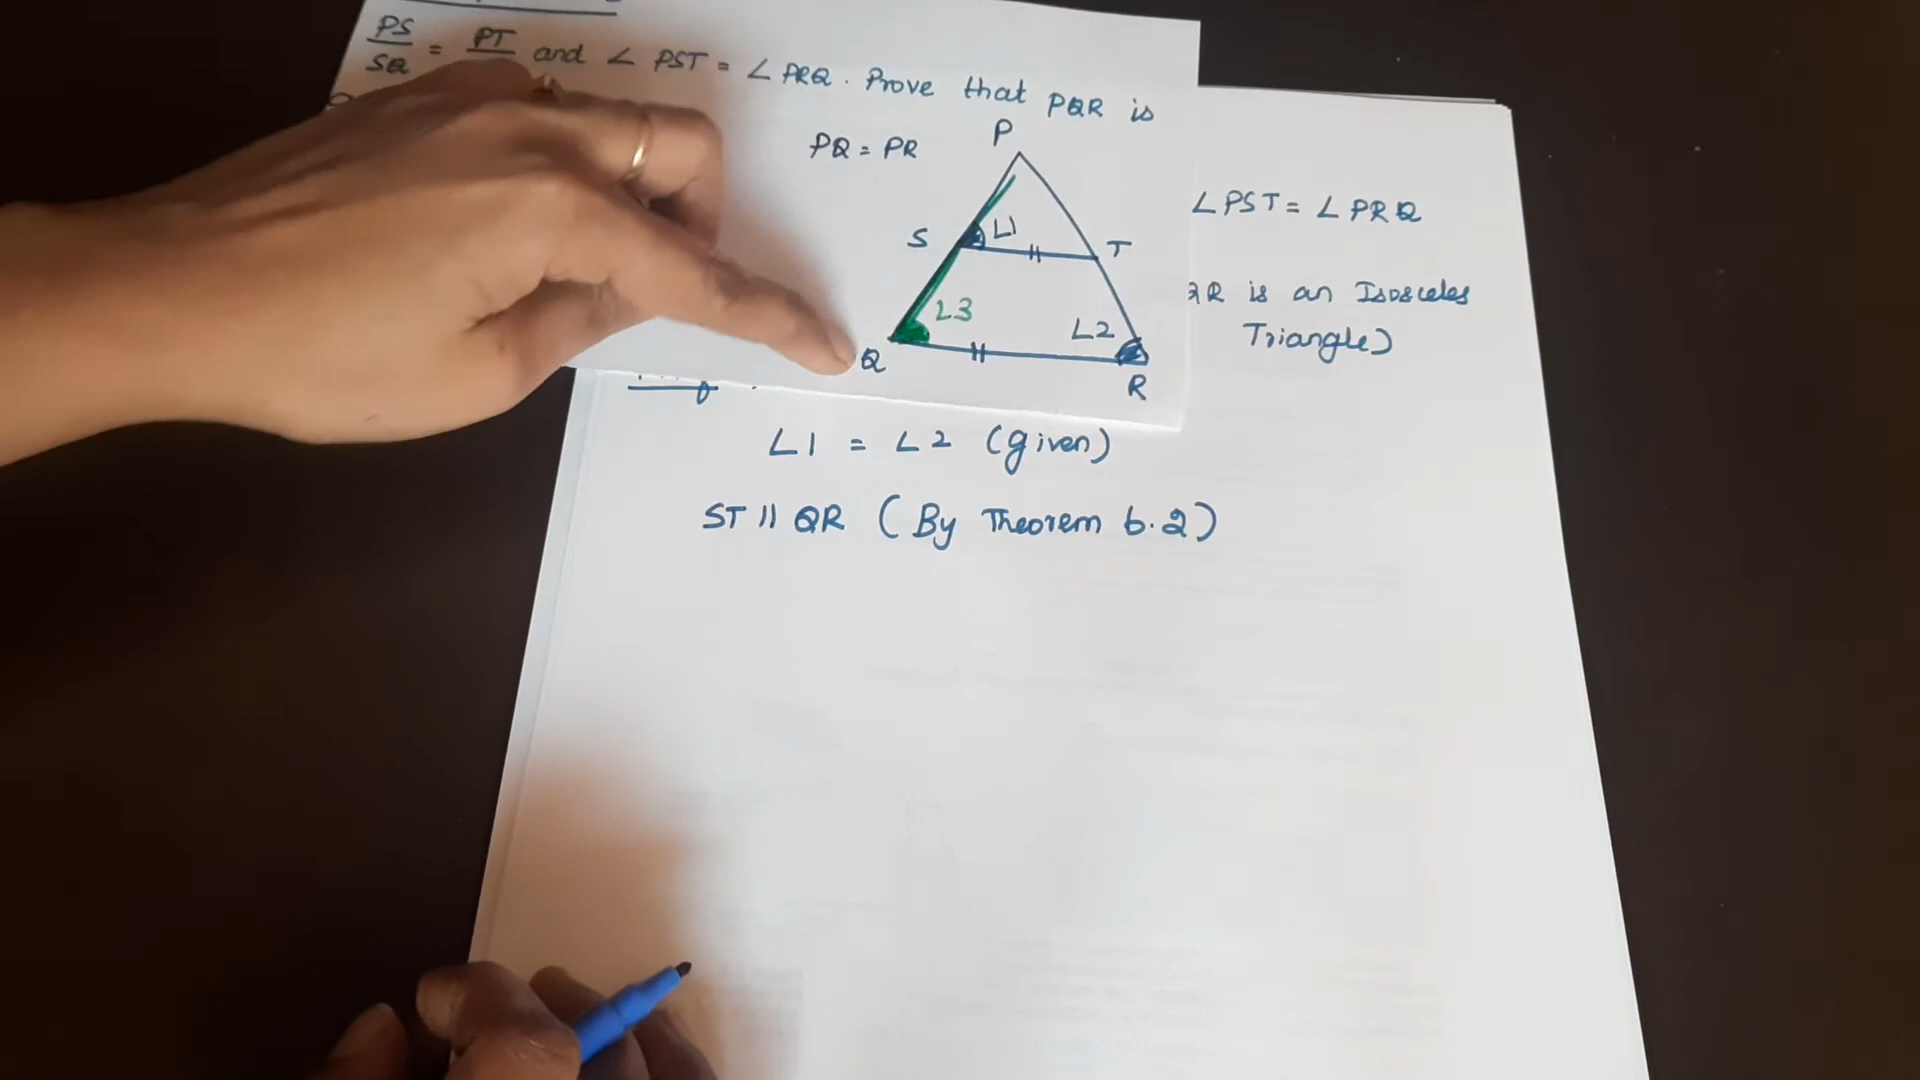 PS/SQ = PT and ∠ PST = ∠ PRQ. Prove that PQR is
PQ = PR
P
S
∠1
T
∠3
∠2
Q
R
∠PST = ∠PRQ
QR is an Isosceles
Triangle)
∠1 = ∠2 (given)
ST || QR (By Theorem 6.2)